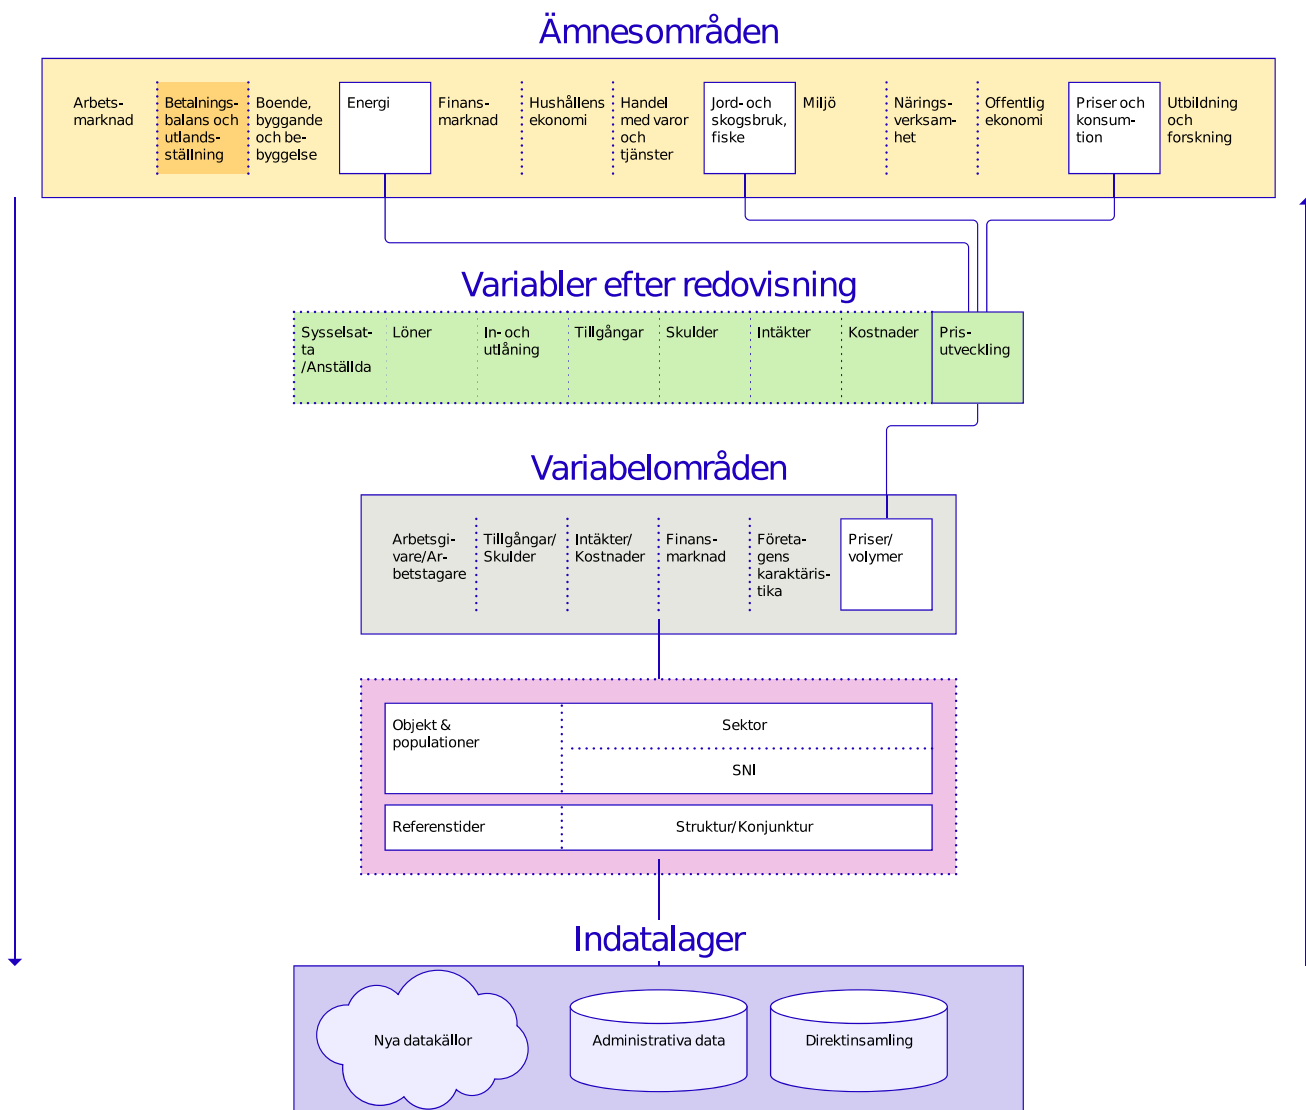 Ämnesområden
Arbets-
marknad
Betalnings-
balans och
utlands-
ställning
Boende,
byggande
och be-
byggelse
Energi
Finans-
marknad
Hushållens
ekonomi
Handel
med varor
och
tjänster
Jord- och
skogsbruk,
fiske
Miljö
Närings-
verksam-
het
Offentlig
ekonomi
Priser och
konsum-
tion
Utbildning
och
forskning
Variabler efter redovisning
Sysselsat-
ta
/Anställda
Löner
In- och
utlåning
Tillgångar
Skulder
Intäkter
Kostnader
Pris-
utveckling
Variabelområden
Arbetsgi-
vare/Ar-
betstagare
Tillgångar/
Skulder
Intäkter/
Kostnader
Finans-
marknad
Företa-
gens
karaktäris-
tika
Priser/
volymer
Objekt &
populationer
Sektor
SNI
Referenstider
Struktur/Konjunktur
Indatalager
Nya datakällor
Administrativa data
Direktinsamling